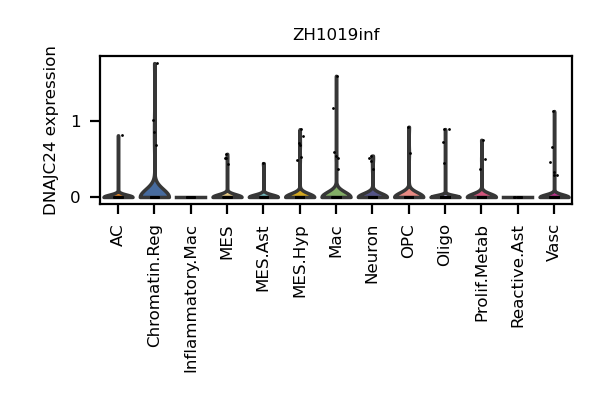 ZH1019inf
DNAJC24 expression
1
0
AC
Chromatin.Reg
Inflammatory.Mac
MES
MES.Ast
MES.Hyp
Mac
Neuron
OPC
Oligo
Prolif.Metab
Reactive.Ast
Vasc